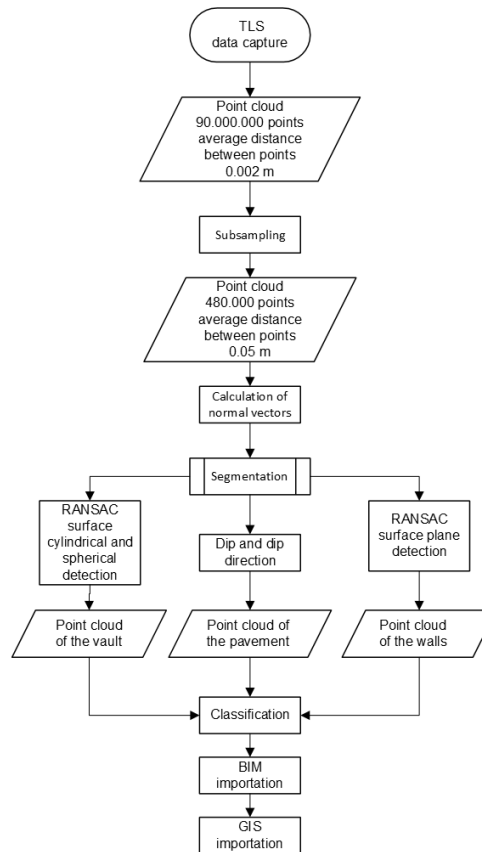 TLS
data capture
Point cloud
90.000.000 points
average distance
between points
0.002 m
Subsampling
Point cloud
480.000 points
average distance
between points
0.05 m
Calculation of
normal vectors
Segmentation
RANSAC
surface
cylindrical and
spherical
detection
Dip and dip
direction
RANSAC
surface plane
detection
Point cloud
of the vault
Point cloud of
the pavement
Point cloud
of the walls
Classification
BIM
importation
GIS
importation